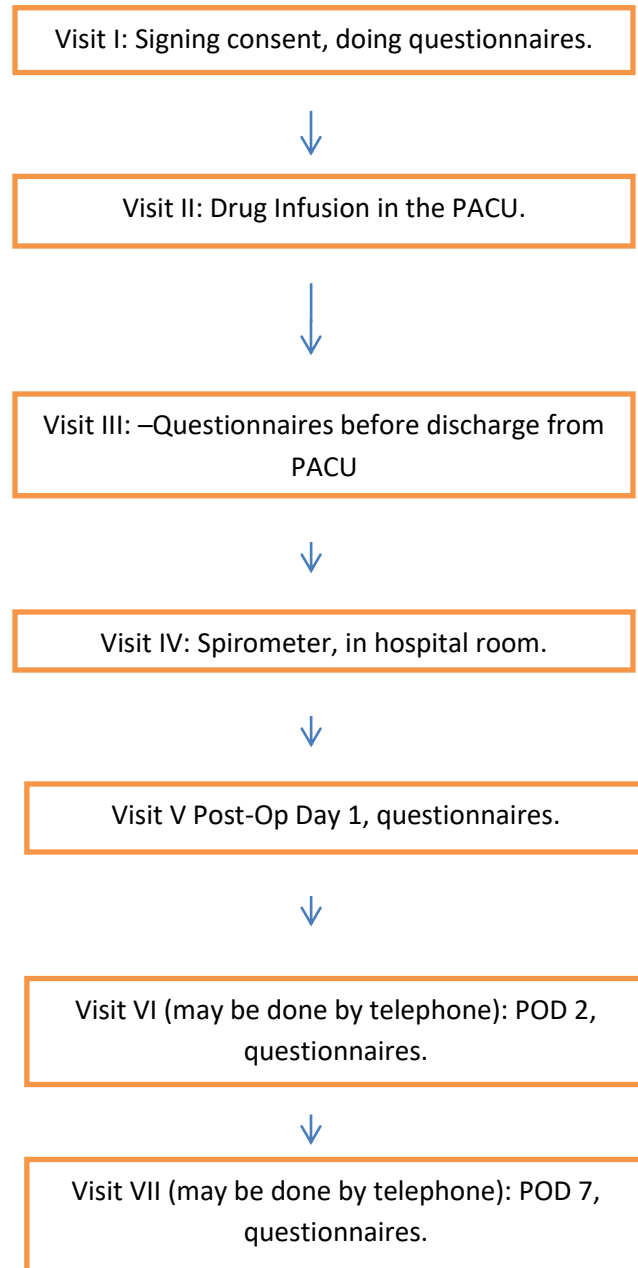 Visit I: Signing consent, doing questionnaires.
Visit II: Drug Infusion in the PACU.
Visit III: –Questionnaires before discharge from
PACU
Visit IV: Spirometer, in hospital room.
Visit V Post-Op Day 1, questionnaires.
Visit VI (may be done by telephone): POD 2,
questionnaires.
Visit VII (may be done by telephone): POD 7,
questionnaires.